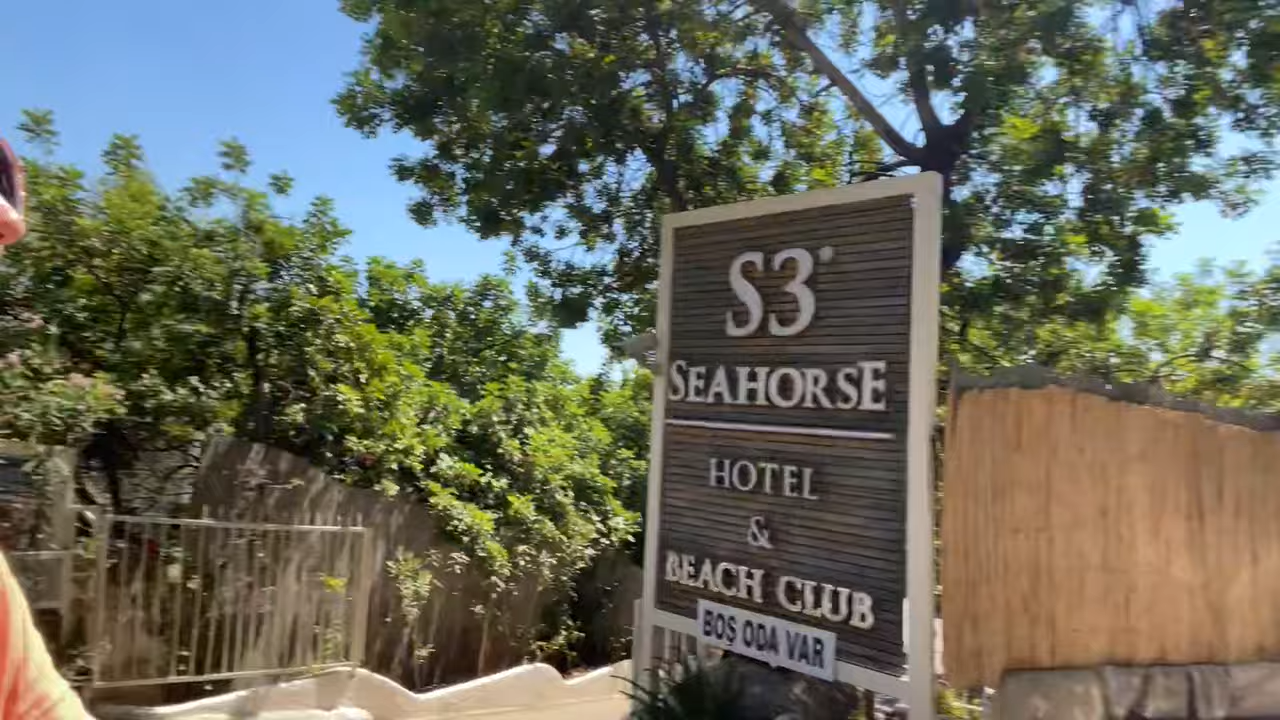 S3
SEAHORSE
HOTEL
&
BEACH CLUB
BOŞ ODA VAR